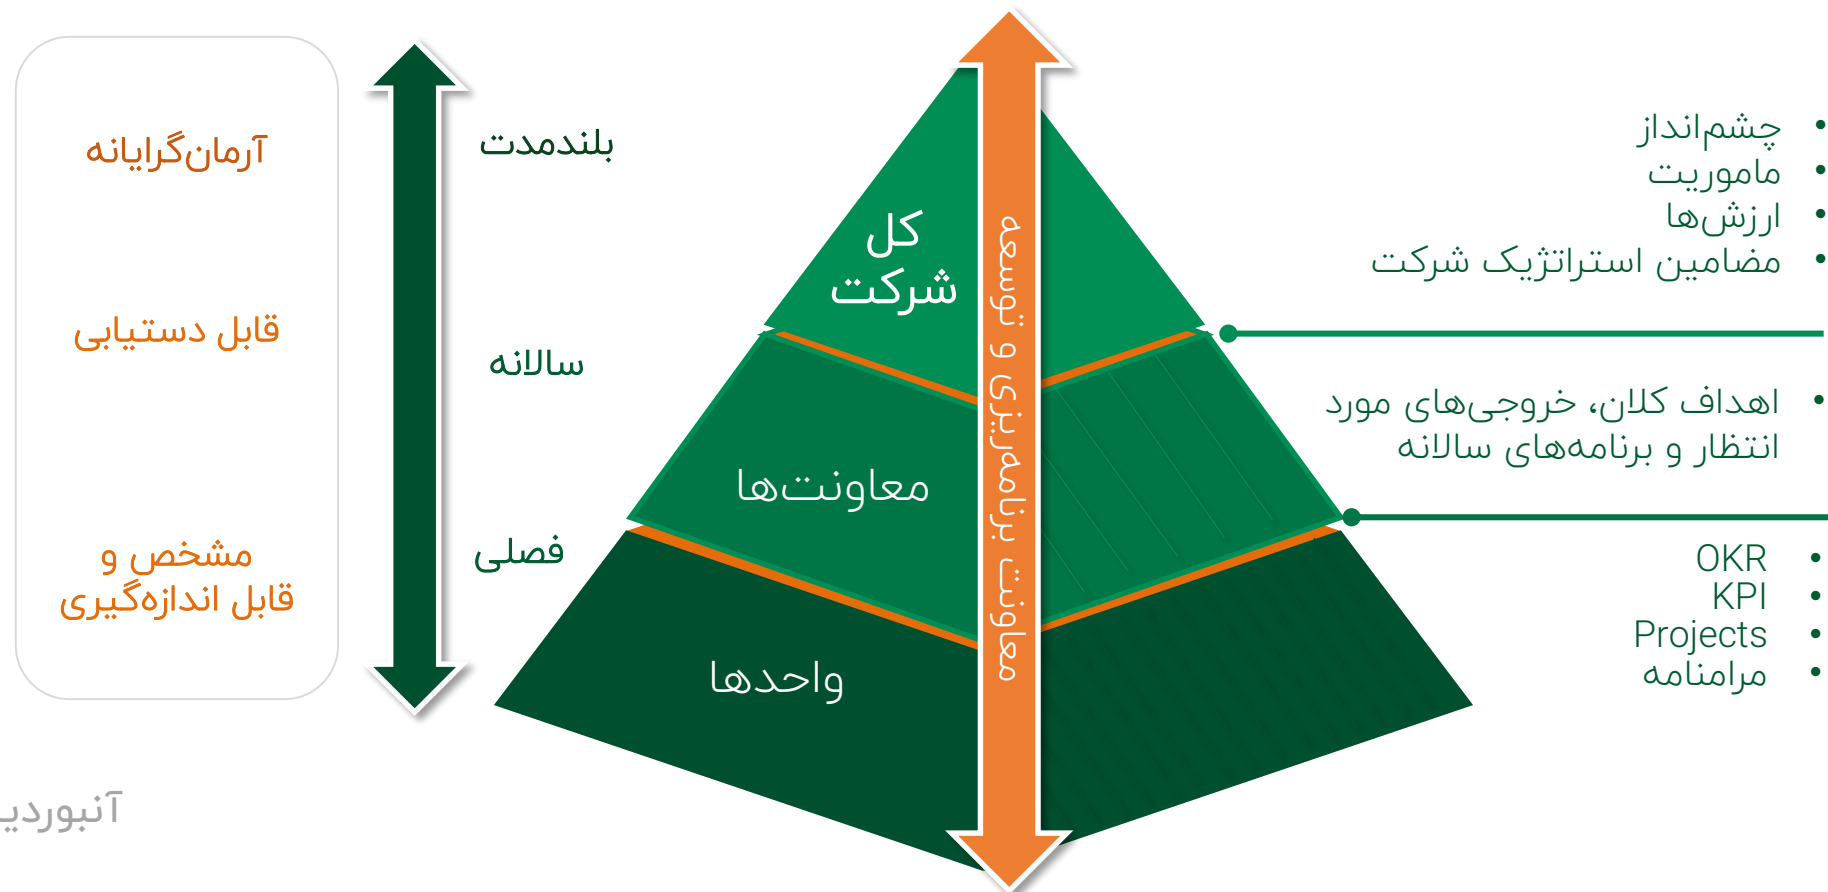 چشم‌انداز
ماموریت
ارزش‌ها
مضامین استراتژیک شرکت
اهداف کلان، خروجی‌های مورد
انتظار و برنامه‌های سالانه
OKR
KPI
Projects
مرامنامه
معاونت برنامه‌ریزی و توسعه
کل
شرکت
معاونت‌ها
واحدها
بلندمدت
سالانه
فصلی
آرمان‌گرایانه
قابل دستیابی
مشخص و
قابل اندازه‌گیری